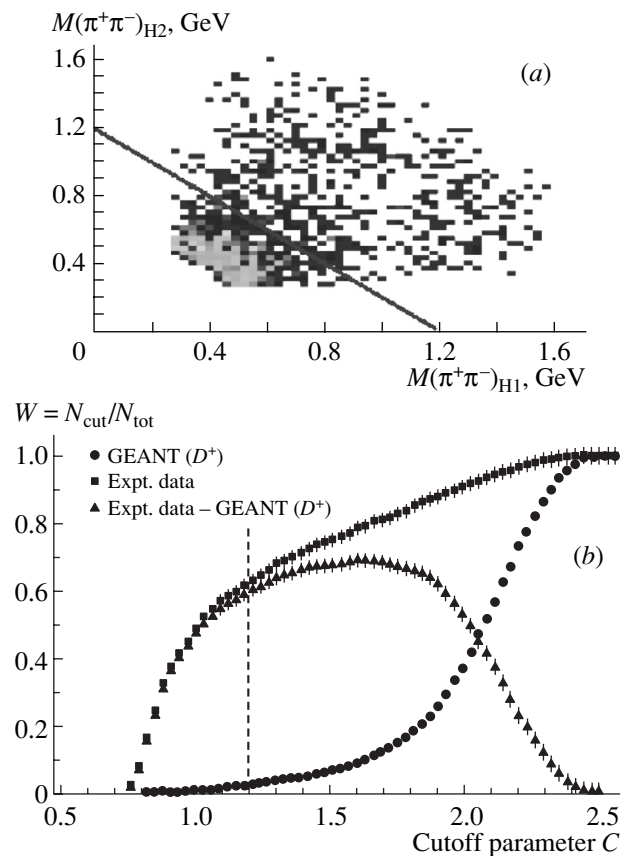 M(π⁺π⁻)H2, GeV
(a)
1.6
1.2
0.8
0.4
0
0.4
0.8
1.2
1.6
M(π⁺π⁻)H1, GeV
W = Ncut/Ntot
GEANT (D⁺)
Expt. data
Expt. data – GEANT (D⁺)
(b)
1.0
0.8
0.6
0.4
0.2
0
0.5
1.0
1.5
2.0
2.5
Cutoff parameter C